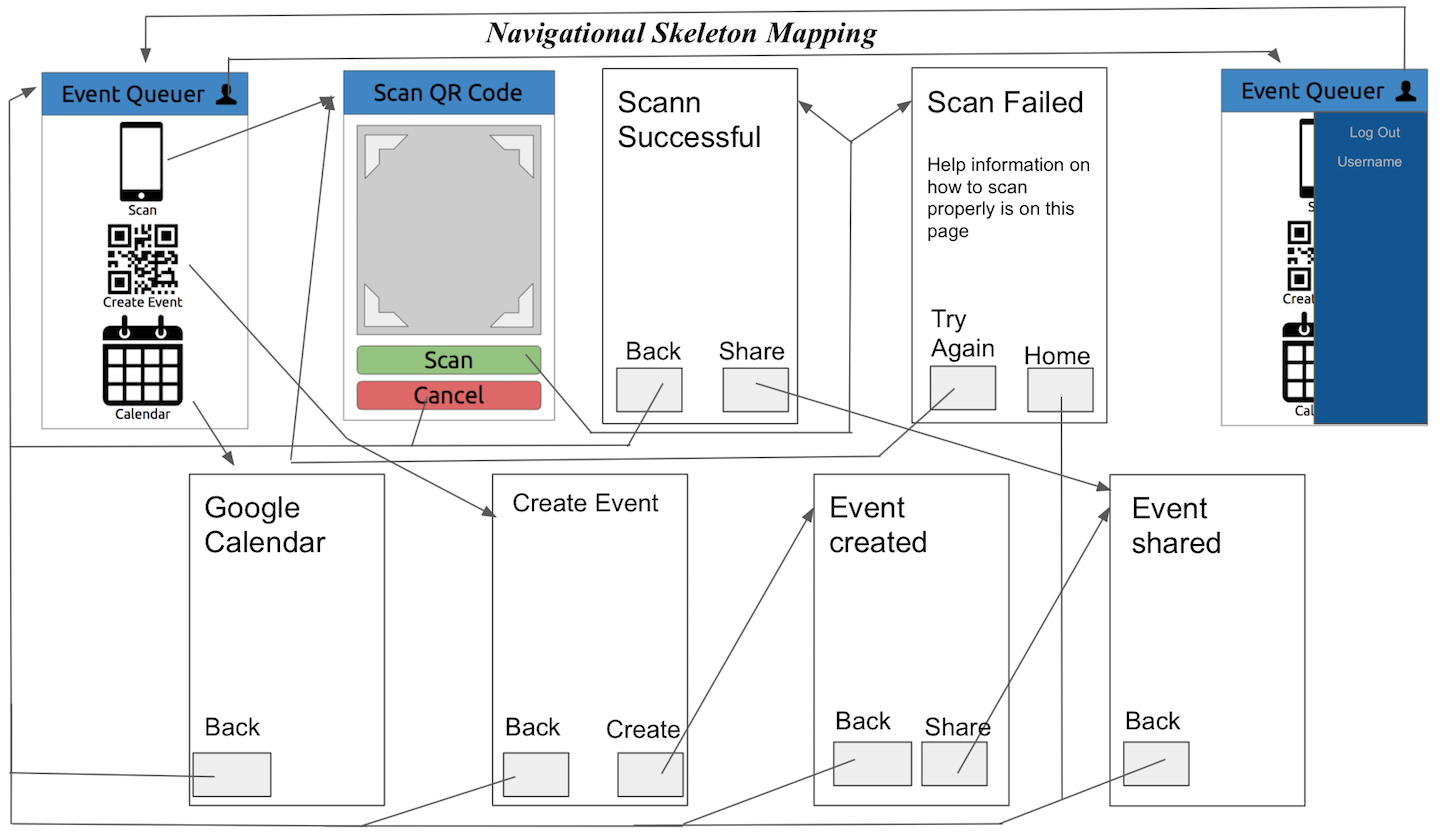 Navigational Skeleton Mapping
Event Queuer
Scan
Create Event
Calendar
Scan QR Code
Scan
Cancel
Scann
Successful
Back
Share
Scan Failed
Help information on
how to scan
properly is on this
page
Try
Again
Home
Event Queuer
Log Out
Username
S
Creat
Cal
Google
Calendar
Back
Create Event
Back
Create
Event
created
Back
Share
Event
shared
Back